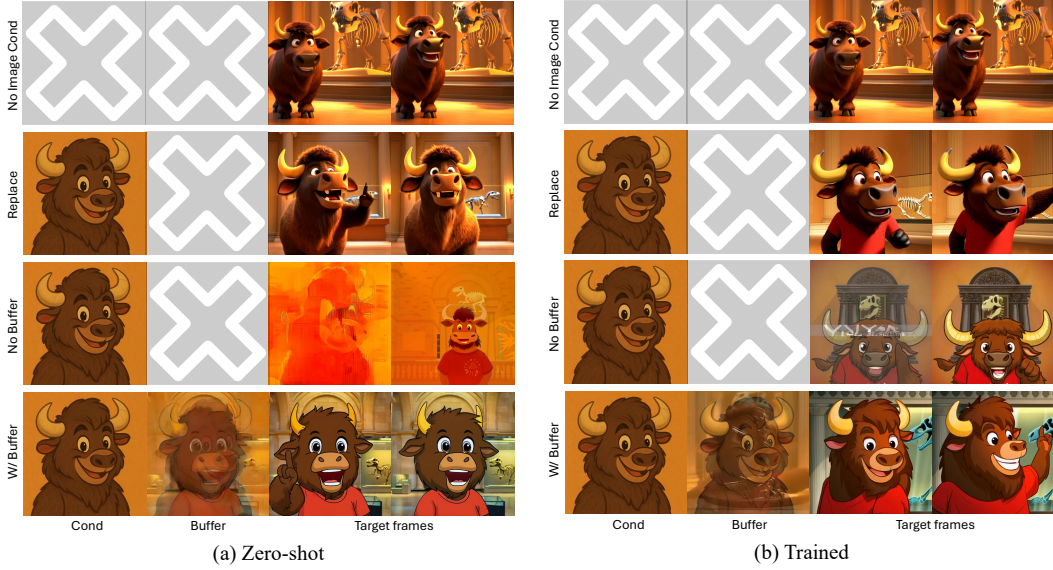 No Image Cond
Replace
No Buffer
W/ Buffer
Cond
Buffer
Target frames
(a) Zero-shot
No Image Cond
Replace
No Buffer
W/ Buffer
Cond
Buffer
Target frames
(b) Trained